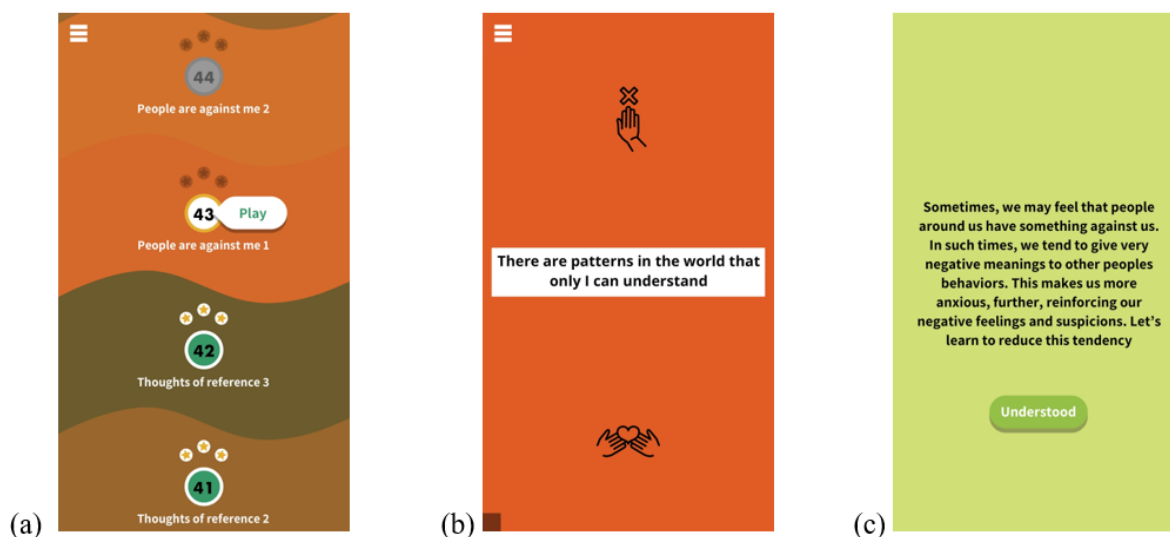 44
People are against me 2
43
Play
People are against me 1
42
Thoughts of reference 3
41
Thoughts of reference 2
(a)
There are patterns in the world that
only I can understand
(b)
Sometimes, we may feel that people
around us have something against us.
In such times, we tend to give very
negative meanings to other peoples
behaviors. This makes us more
anxious, further, reinforcing our
negative feelings and suspicions. Let's
learn to reduce this tendency
Understood
(c)